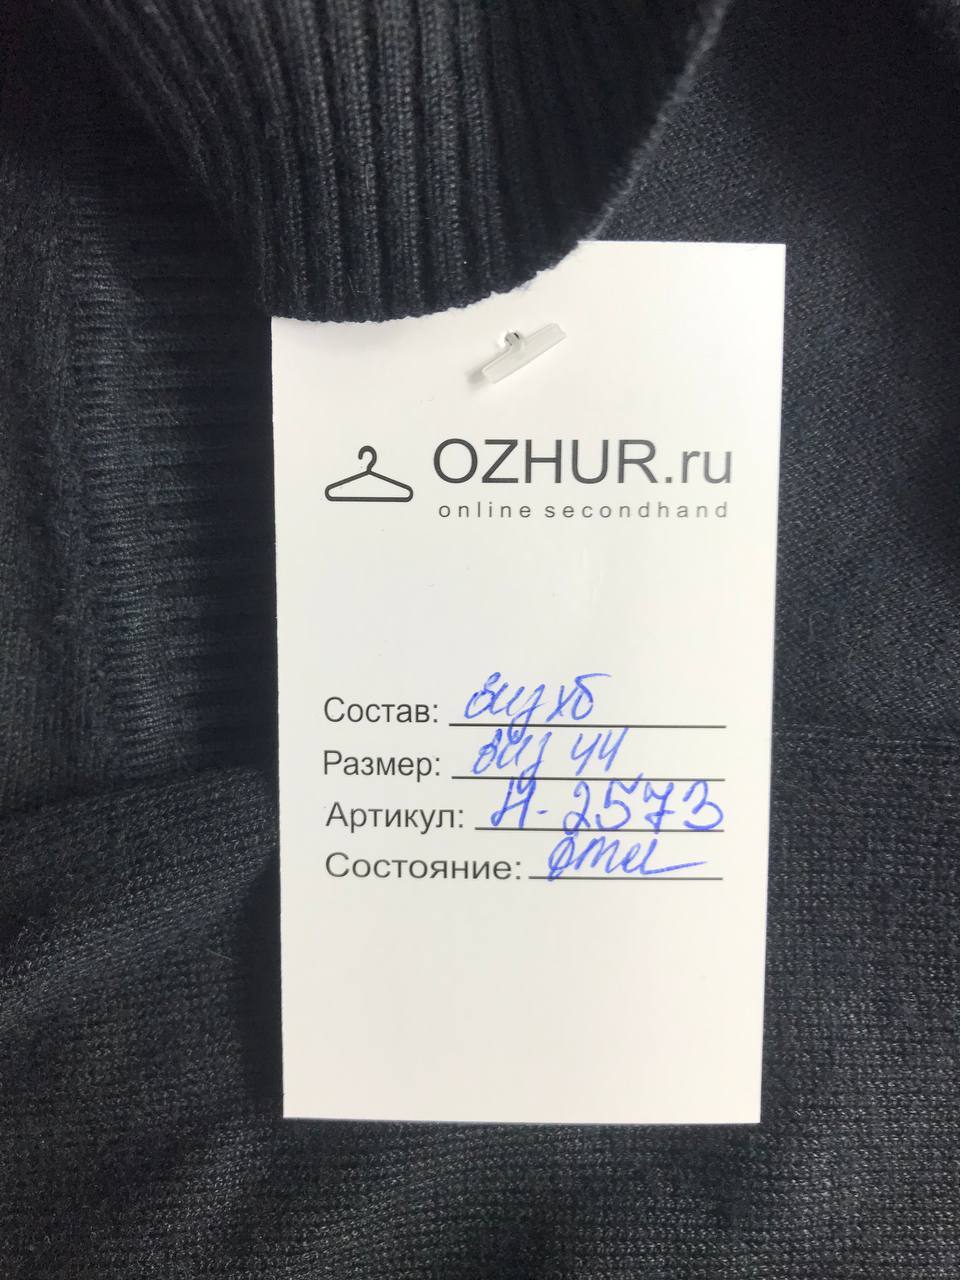 OZHUR.ru
online secondhand
Состав: виз хб
Размер: виз 44
Артикул: Н-2573
Состояние: отл